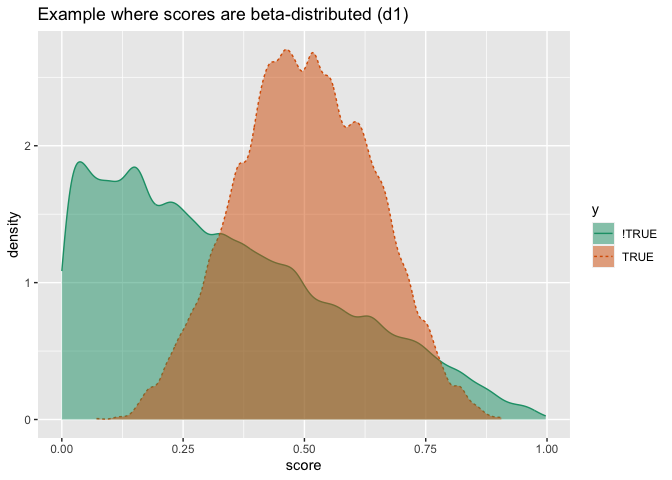 Example where scores are beta-distributed (d1)
density
2
1
0
0.00 0.25 0.50 0.75 1.00
score
y
!TRUE
TRUE